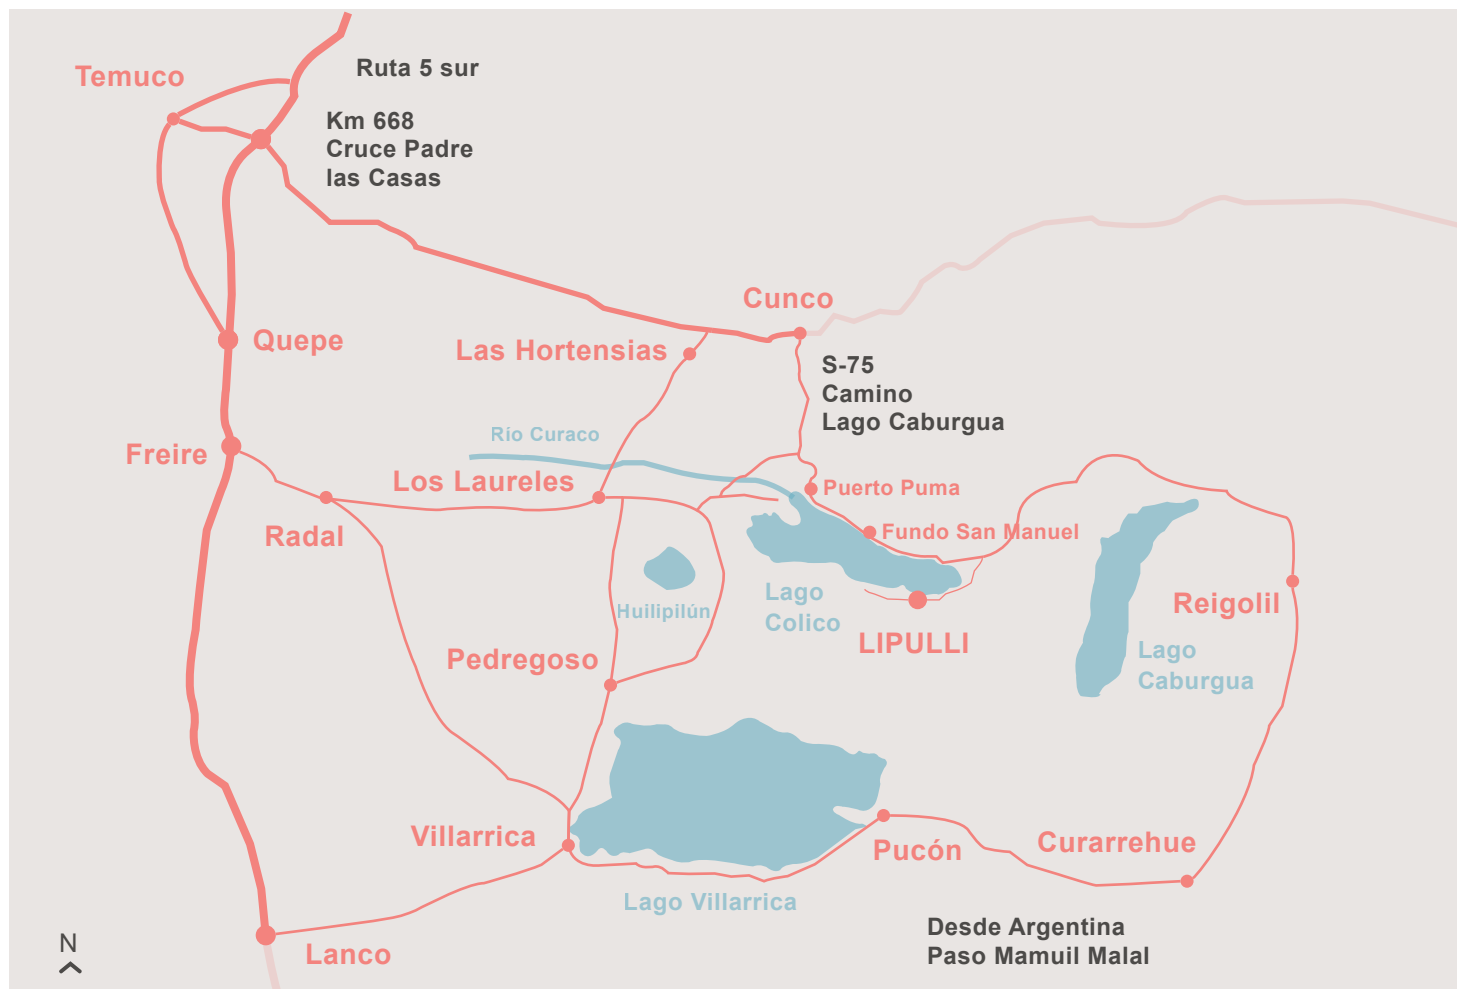 Ruta 5 sur
Temuco
Km 668
Cruce Padre
las Casas
Cunco
Quepe
Las Hortensias
S-75
Camino
Lago Caburgua
Río Curaco
Freire
Los Laureles
Puerto Puma
Radal
Fundo San Manuel
Lago
Colico
Huilipilún
Reigolil
LIPULLI
Pedregoso
Lago
Caburgua
Villarrica
Pucón
Curarrehue
Lago Villarrica
Desde Argentina
Paso Mamuil Malal
N
Lanco